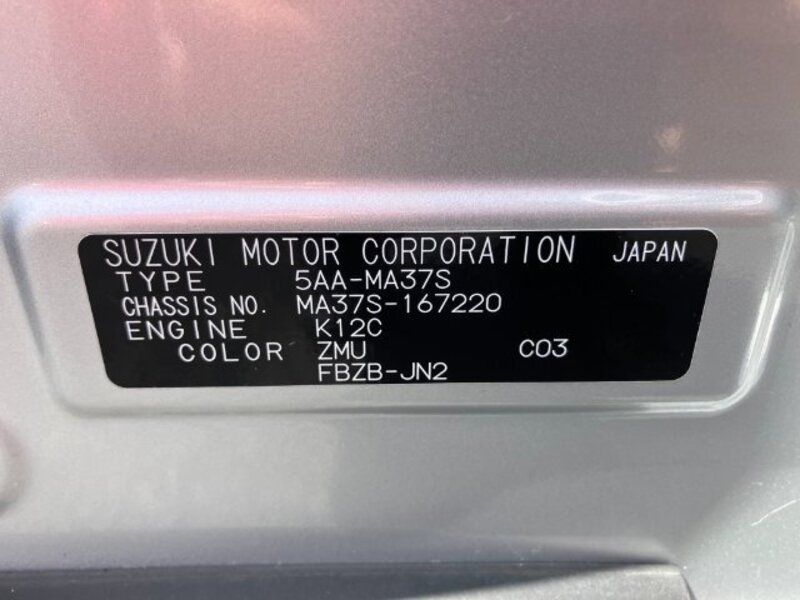 SUZUKI MOTOR CORPORATION JAPAN
TYPE 5AA-MA37S
CHASSIS NO. MA37S-167220
ENGINE K12C
COLOR ZMU C03
FBZB-JN2